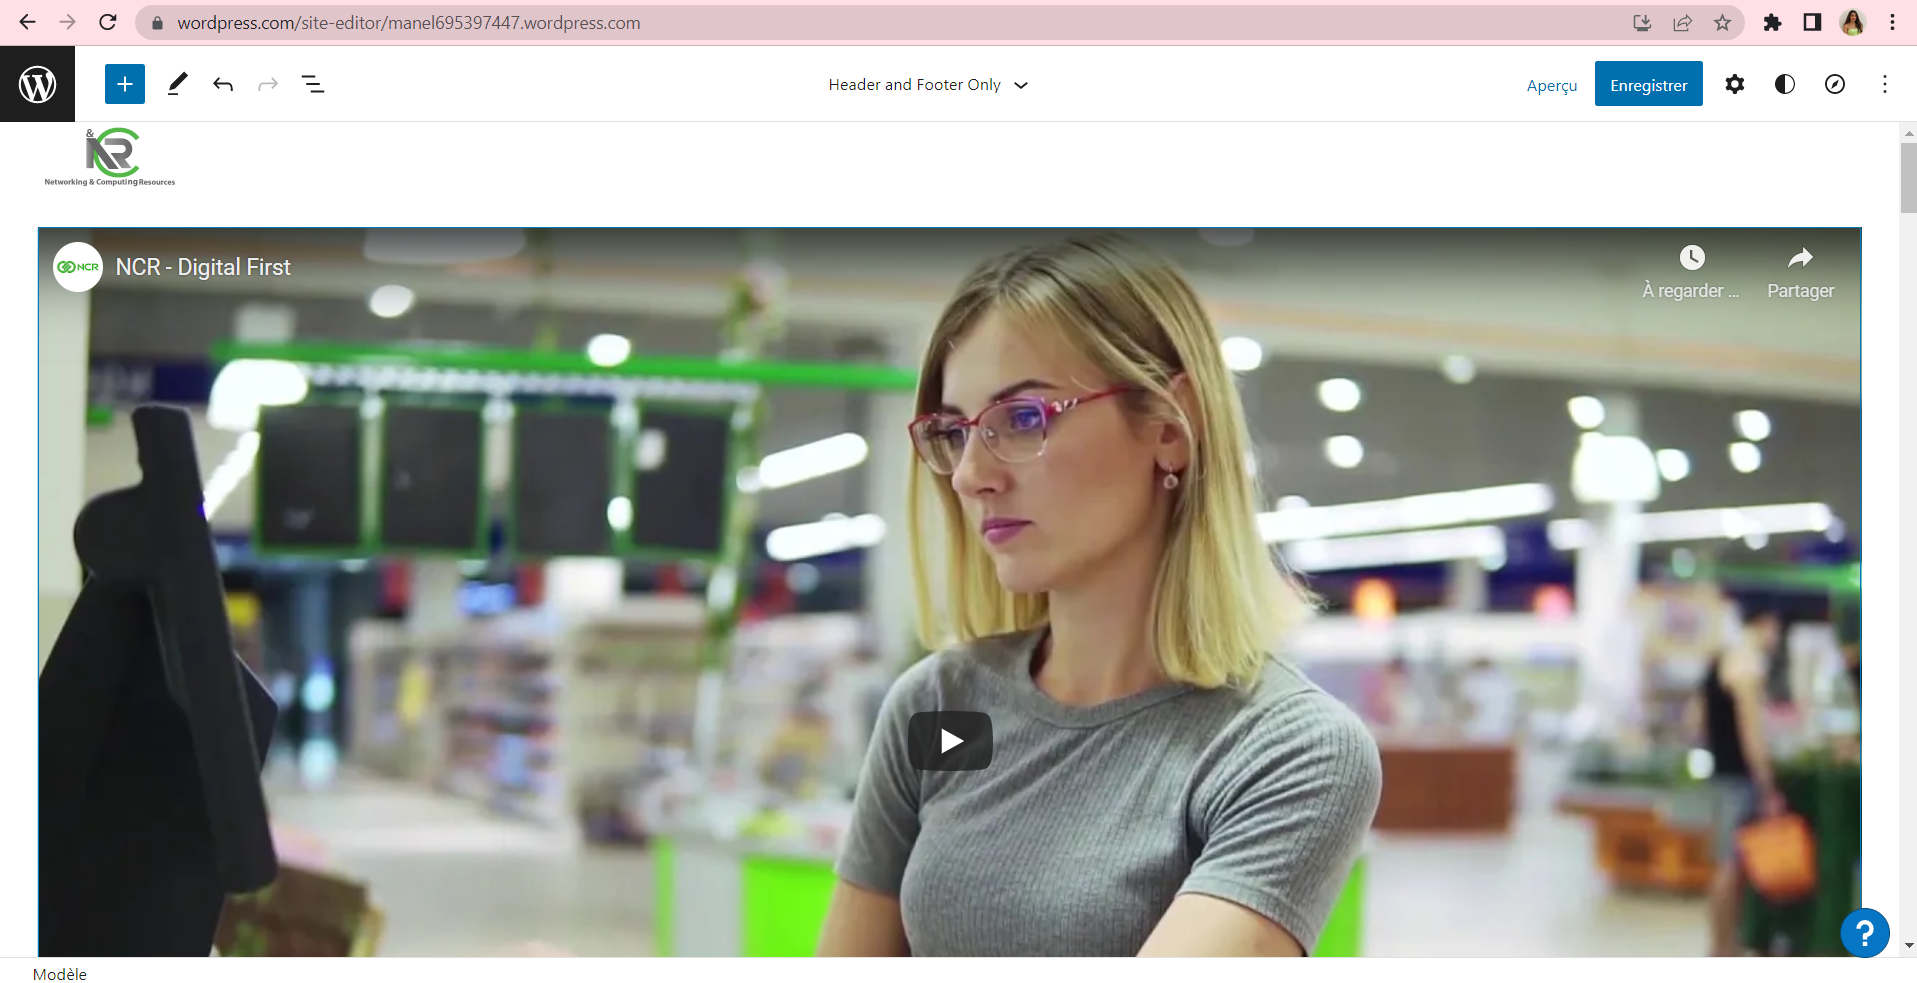 wordpress.com/site-editor/manel695397447.wordpress.com
Header and Footer Only
Aperçu
Enregistrer
&
NCR
Networking & Computing Resources
NCR
NCR - Digital First
À regarder ...
Partager
?
Modèle